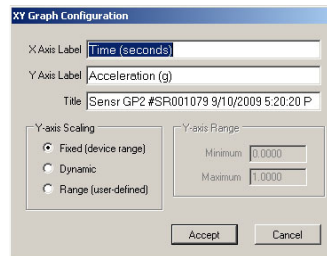 XY Graph Configuration
X Axis Label Time (seconds)
Y Axis Label Acceleration (g)
Title Sensr GP2 #SR001079 9/10/2009 5:20:20 P
Y-axis Scaling
Fixed (device range)
Dynamic
Range (user-defined)
Y-axis Range
Minimum 0.0000
Maximum 1.0000
Accept Cancel